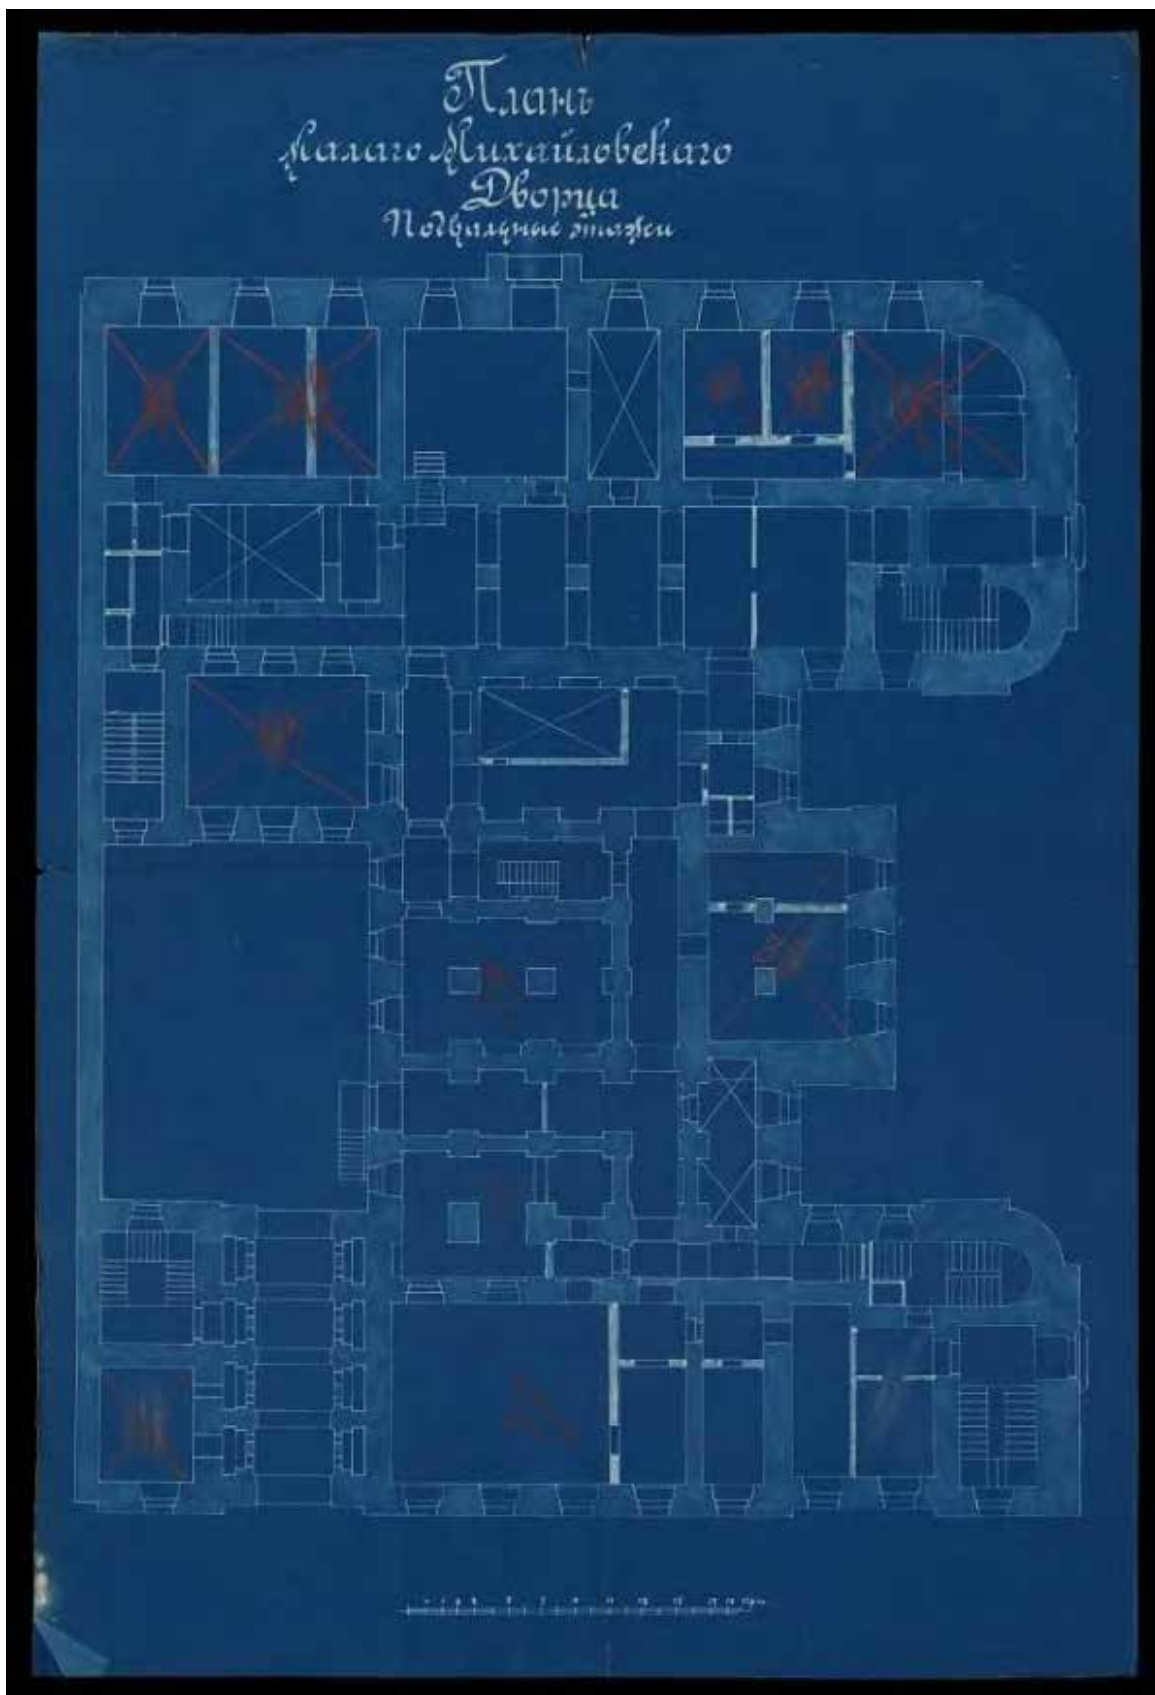 Планъ
Малаго Михайловскаго
Дворца
Подвальные этажи